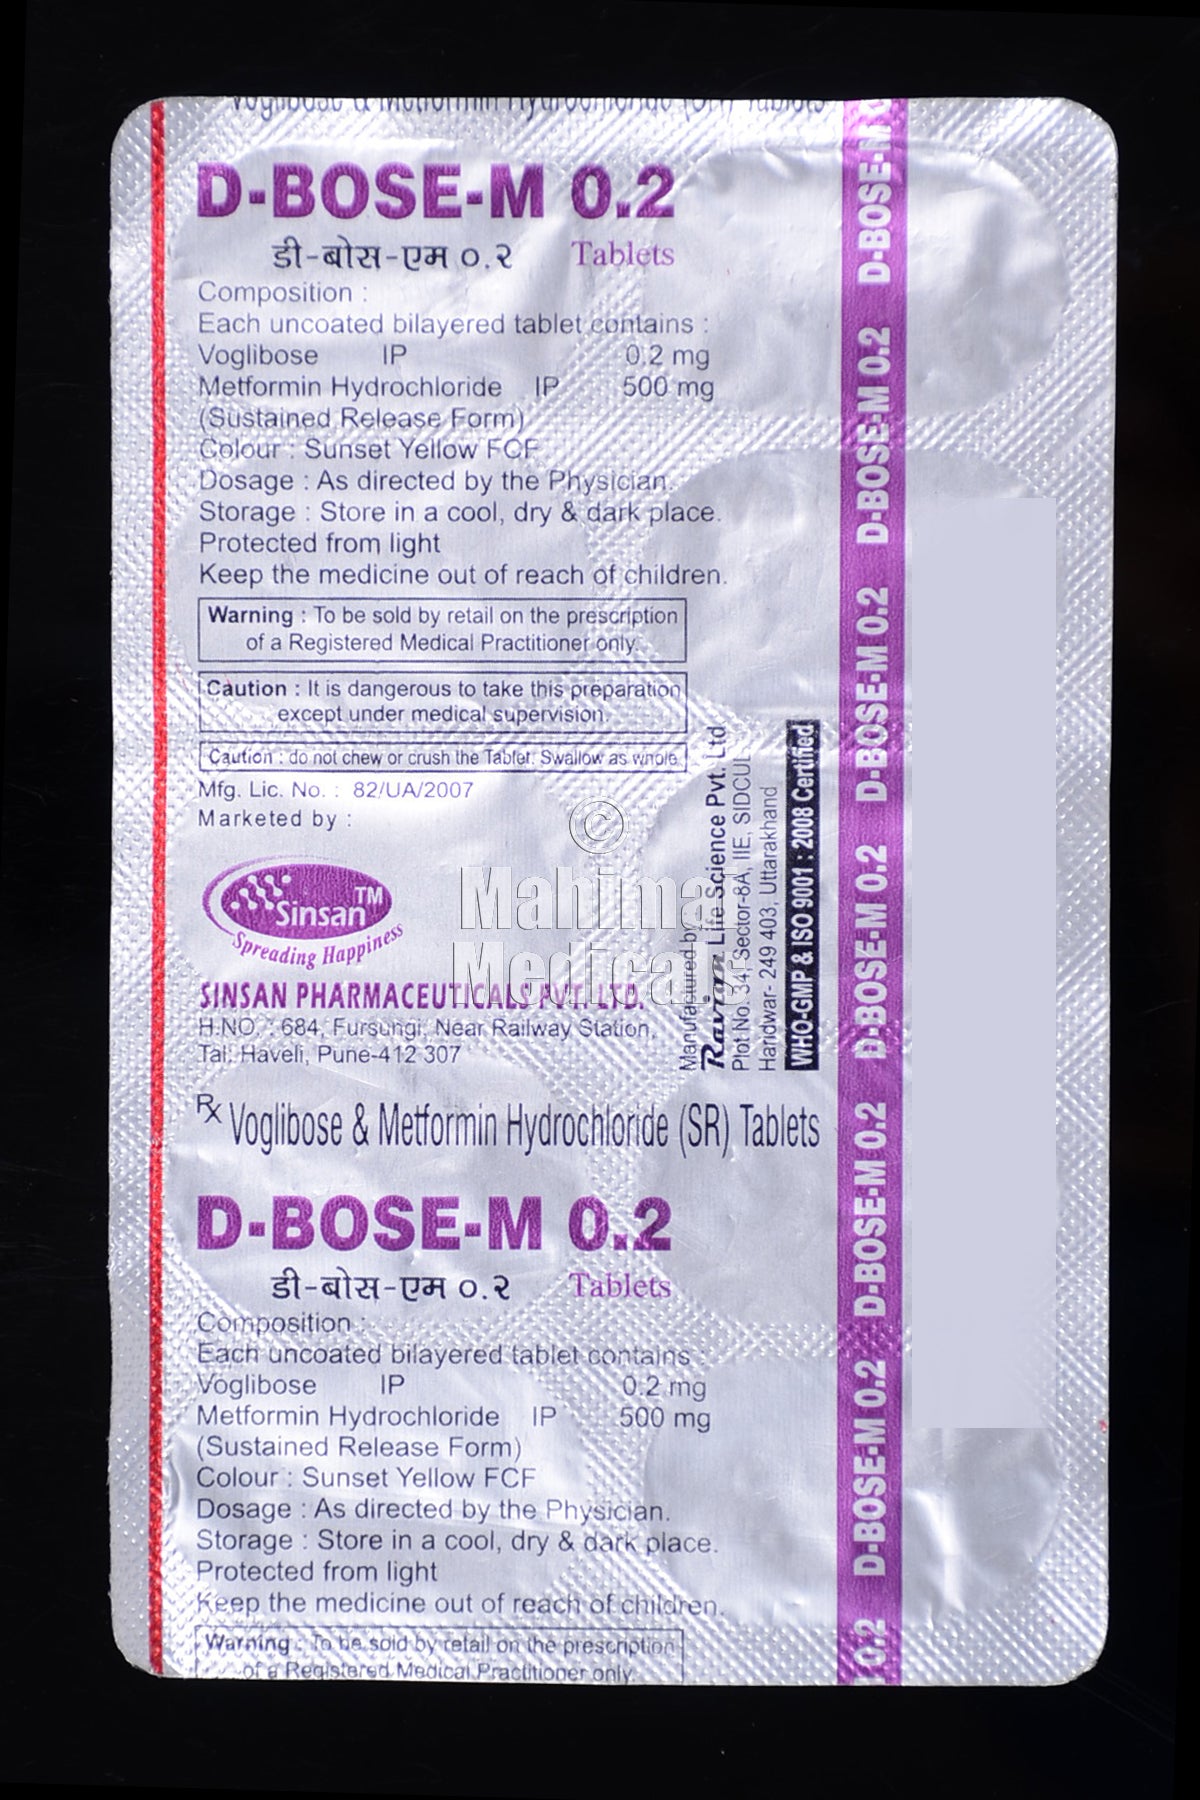 Voglibose & Metformin Hydrochloride (SR) Tablets
D-BOSE-M 0.2
डी-बोस-एम ०.२ Tablets
Composition :
Each uncoated bilayered tablet contains :
Voglibose IP 0.2 mg
Metformin Hydrochloride IP 500 mg
(Sustained Release Form)
Colour : Sunset Yellow FCF
Dosage : As directed by the Physician.
Storage : Store in a cool, dry & dark place.
Protected from light
Keep the medicine out of reach of children.
Warning : To be sold by retail on the prescription
of a Registered Medical Practitioner only.
Caution : It is dangerous to take this preparation
except under medical supervision.
Caution : do not chew or crush the Tablet. Swallow as whole.
Mfg. Lic. No. : 82/UA/2007
Marketed by :
Sinsan TM
Spreading Happiness
SINSAN PHARMACEUTICALS PVT. LTD.
H.NO. : 684, Fursungi, Near Railway Station,
Tal: Haveli, Pune-412 307
Manufactured by
Ravian Life Science Pvt. Ltd.
Plot No. 34, Sector-8A, IIE, SIDCUL
Haridwar- 249 403, Uttarakhand
WHO-GMP & ISO 9001 : 2008 Certified
©
Mahima
Medicals
Rx Voglibose & Metformin Hydrochloride (SR) Tablets
D-BOSE-M 0.2
डी-बोस-एम ०.२ Tablets
Composition :
Each uncoated bilayered tablet contains :
Voglibose IP 0.2 mg
Metformin Hydrochloride IP 500 mg
(Sustained Release Form)
Colour : Sunset Yellow FCF
Dosage : As directed by the Physician.
Storage : Store in a cool, dry & dark place.
Protected from light
Keep the medicine out of reach of children.
Warning : To be sold by retail on the prescription
of a Registered Medical Practitioner only.
0.2 D-BOSE-M 0.2 D-BOSE-M 0.2 D-BOSE-M 0.2 D-BOSE-M 0.2 D-BOSE-M 0.2 D-BOSE-M